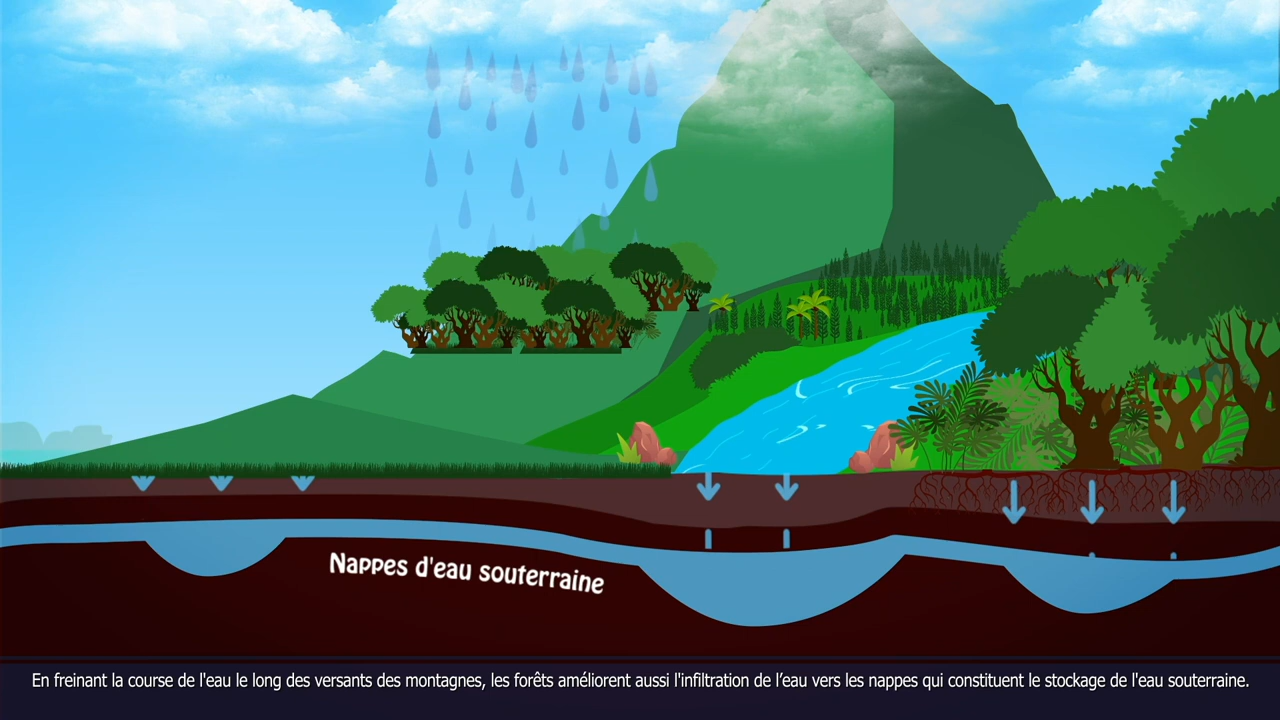 Nappes d'eau souterraine
En freinant la course de l'eau le long des versants des montagnes, les forêts améliorent aussi l'infiltration de l’eau vers les nappes qui constituent le stockage de l'eau souterraine.